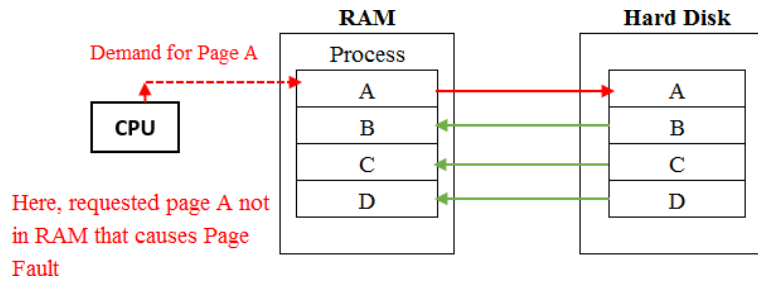 RAM
Hard Disk
Demand for Page A
Process
A
A
CPU
B
B
C
C
D
D
Here, requested page A not
in RAM that causes Page
Fault